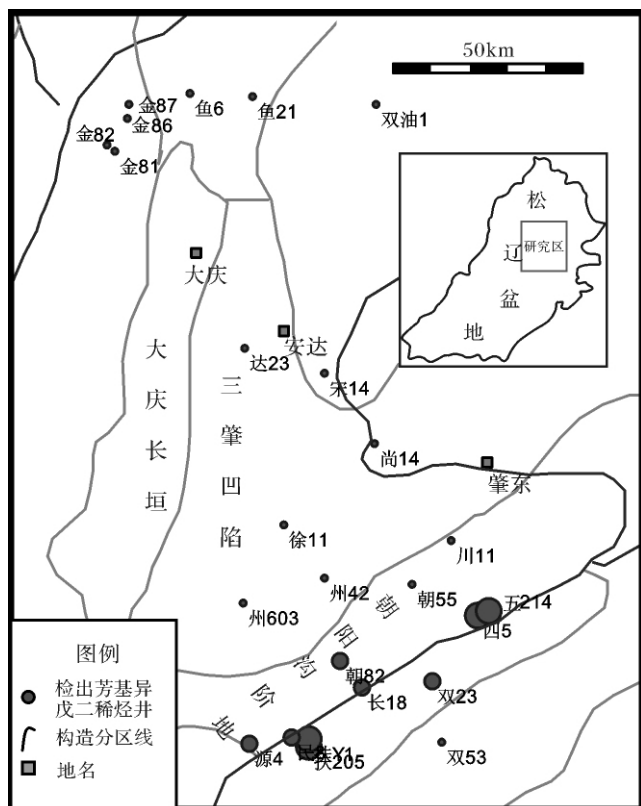 50km
金87
鱼6
鱼21
双油1
金86
金82
金81
松
辽
盆
地
研究区
大庆
安达
达23
宋14
大庆长垣
三肇凹陷
尚14
肇东
徐11
川11
州42
朝55
州603
五214
四5
朝阳沟阶地
朝82
长18
双23
源4
扶205
双53
图例
检出芳基异
戊二稀烃井
构造分区线
地名